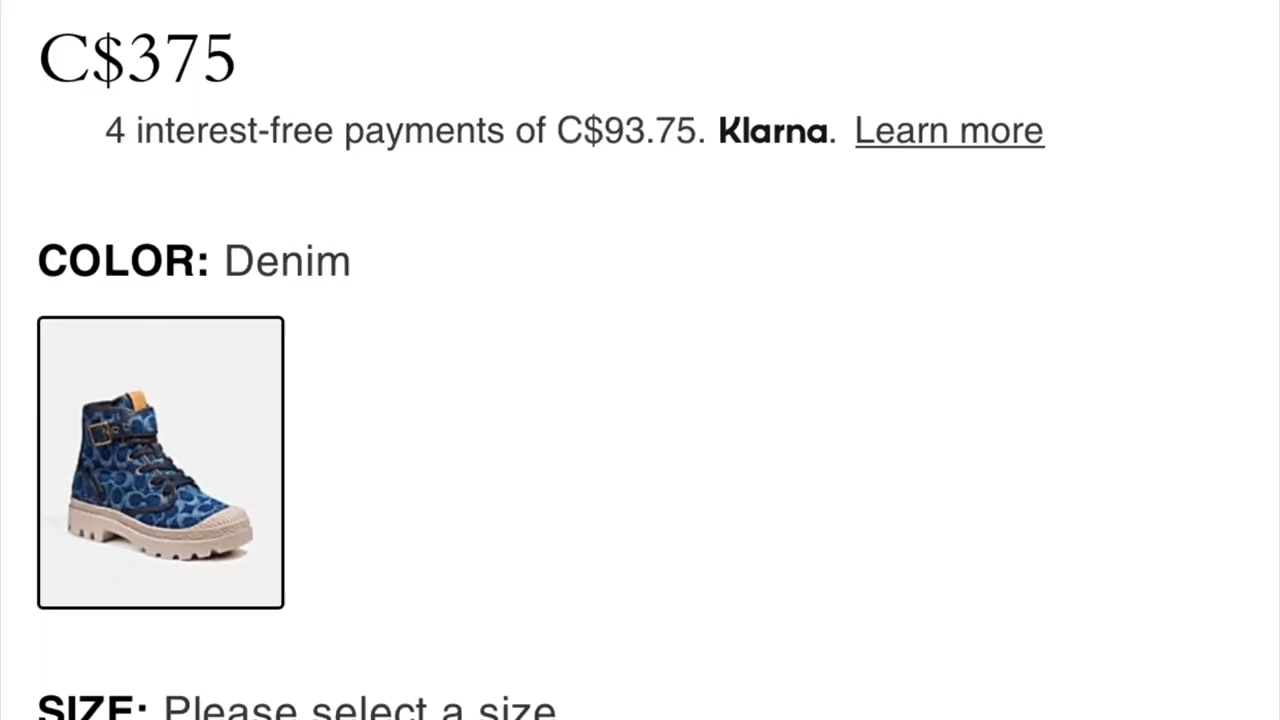 C$375
4 interest-free payments of C$93.75. Klarna. Learn more
COLOR: Denim
SIZE: Please select a size